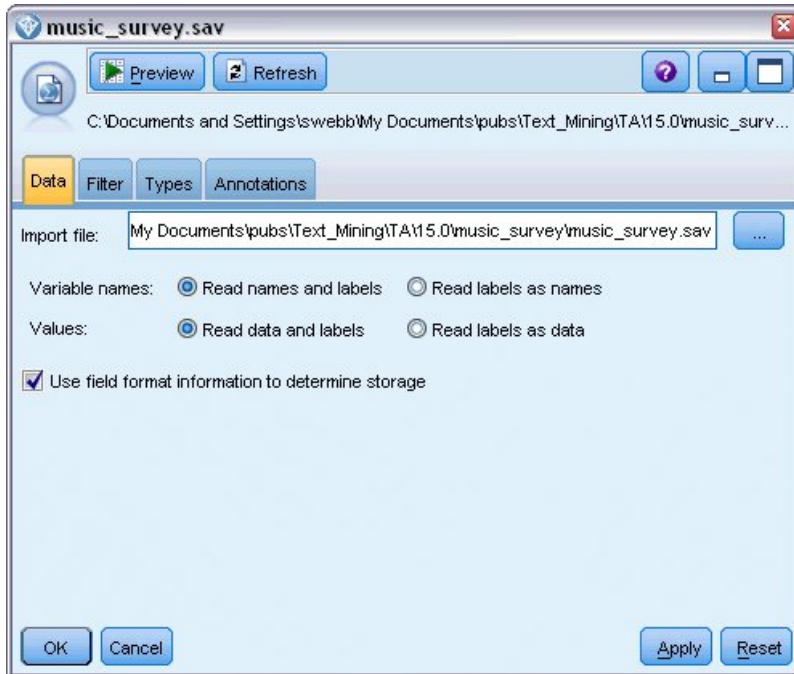 music_survey.sav
Preview Refresh
C:\Documents and Settings\swebb\My Documents\pubs\Text_Mining\TA\15.0\music_surv...
Data Filter Types Annotations
Import file: My Documents\pubs\Text_Mining\TA\15.0\music_survey\music_survey.sav ...
Variable names: Read names and labels Read labels as names
Values: Read data and labels Read labels as data
Use field format information to determine storage
OK Cancel Apply Reset